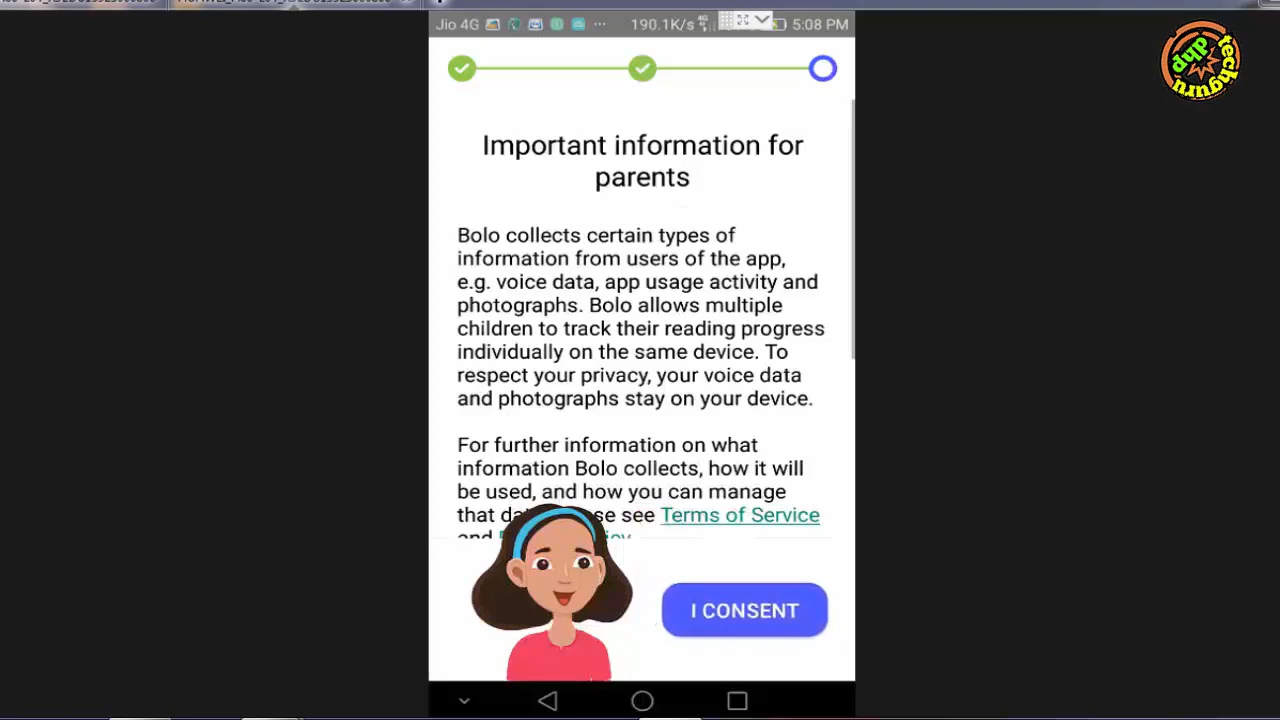 Jio 4G
190.1K/s
5:08 PM
dhp
techguru
Important information for
parents
Bolo collects certain types of
information from users of the app,
e.g. voice data, app usage activity and
photographs. Bolo allows multiple
children to track their reading progress
individually on the same device. To
respect your privacy, your voice data
and photographs stay on your device.
For further information on what
information Bolo collects, how it will
be used, and how you can manage
that see Terms of Service
and
I CONSENT